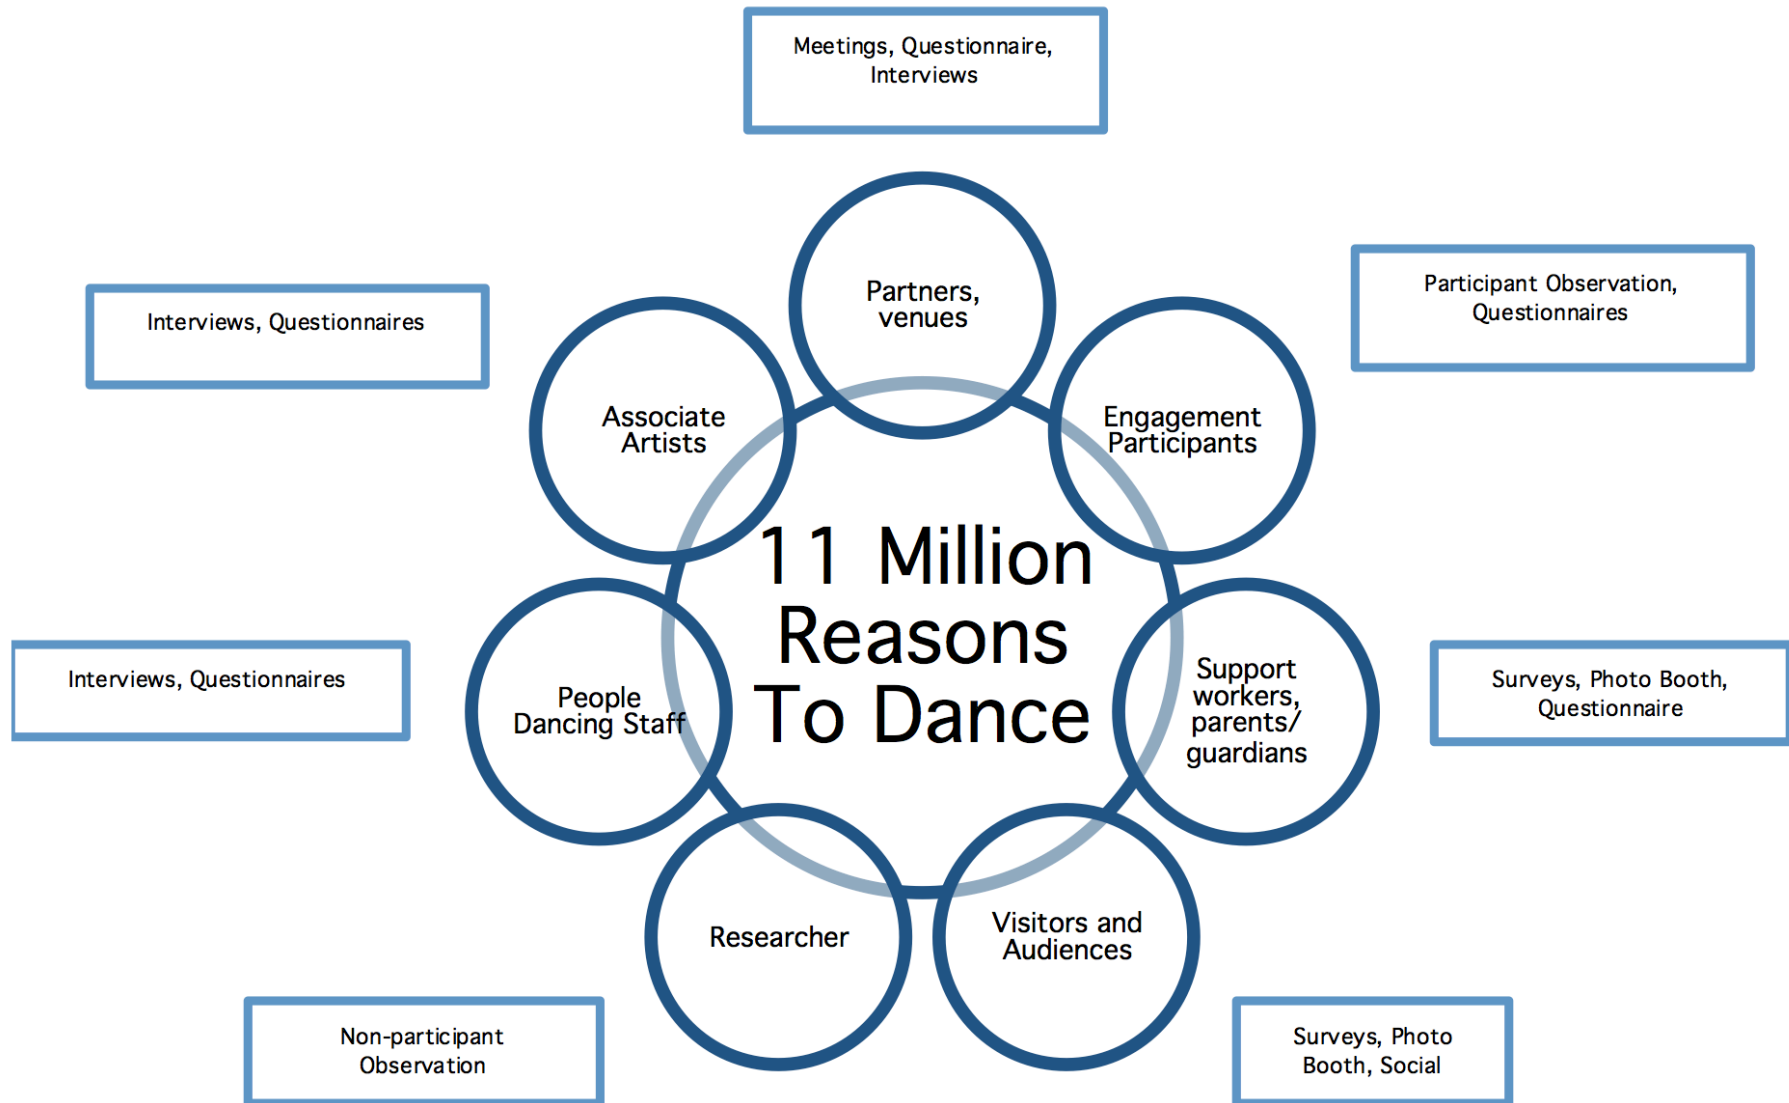 Meetings, Questionnaire,
Interviews
Partners,
venues
Participant Observation,
Questionnaires
Interviews, Questionnaires
Associate
Artists
Engagement
Participants
11 Million
Reasons
To Dance
Interviews, Questionnaires
People
Dancing Staff
Support
workers,
parents/
guardians
Surveys, Photo Booth,
Questionnaire
Researcher
Visitors and
Audiences
Non-participant
Observation
Surveys, Photo
Booth, Social